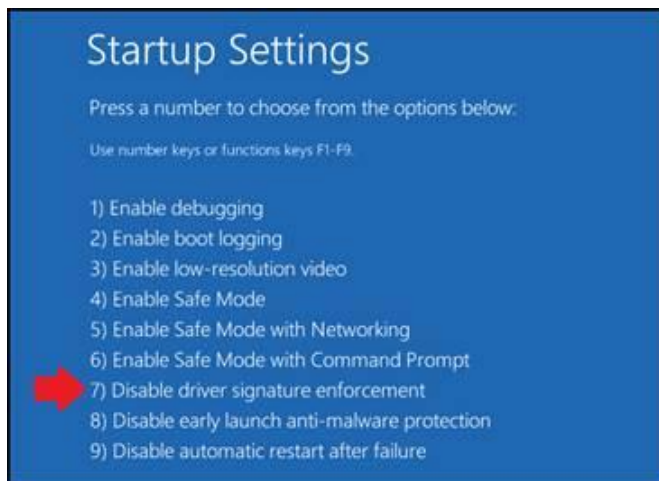 Startup Settings
Press a number to choose from the options below:
Use number keys or functions keys F1-F9.
1) Enable debugging
2) Enable boot logging
3) Enable low-resolution video
4) Enable Safe Mode
5) Enable Safe Mode with Networking
6) Enable Safe Mode with Command Prompt
7) Disable driver signature enforcement
8) Disable early launch anti-malware protection
9) Disable automatic restart after failure